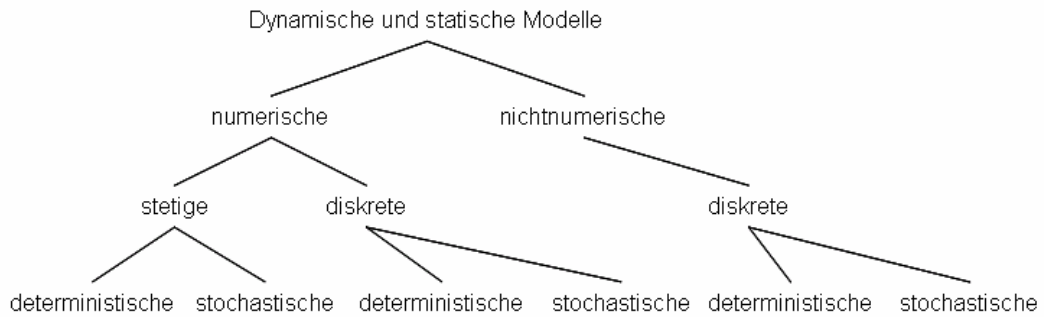 Dynamische und statische Modelle
numerische nichtnumerische
stetige diskrete diskrete
deterministische stochastische deterministische stochastische deterministische stochastische